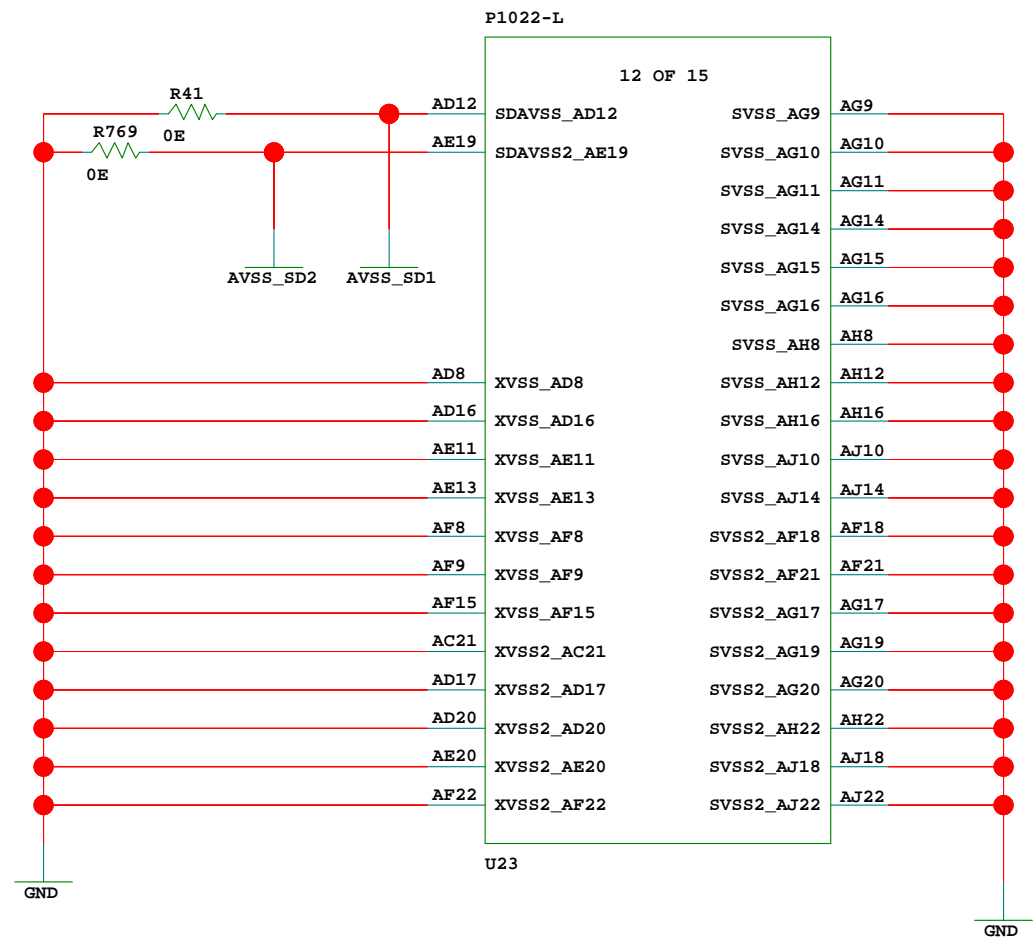 P1022-L
12 OF 15
R41
0E
AD12
SDAVSS_AD12
SVSS_AG9
AG9
R769
0E
AE19
SDAVSS2_AE19
SVSS_AG10
AG10
SVSS_AG11
AG11
SVSS_AG14
AG14
AVSS_SD2
AVSS_SD1
SVSS_AG15
AG15
SVSS_AG16
AG16
SVSS_AH8
AH8
AD8
XVSS_AD8
SVSS_AH12
AH12
AD16
XVSS_AD16
SVSS_AH16
AH16
AE11
XVSS_AE11
SVSS_AJ10
AJ10
AE13
XVSS_AE13
SVSS_AJ14
AJ14
AF8
XVSS_AF8
SVSS2_AF18
AF18
AF9
XVSS_AF9
SVSS2_AF21
AF21
AF15
XVSS_AF15
SVSS2_AG17
AG17
AC21
XVSS2_AC21
SVSS2_AG19
AG19
AD17
XVSS2_AD17
SVSS2_AG20
AG20
AD20
XVSS2_AD20
SVSS2_AH22
AH22
AE20
XVSS2_AE20
SVSS2_AJ18
AJ18
AF22
XVSS2_AF22
SVSS2_AJ22
AJ22
U23
GND
GND